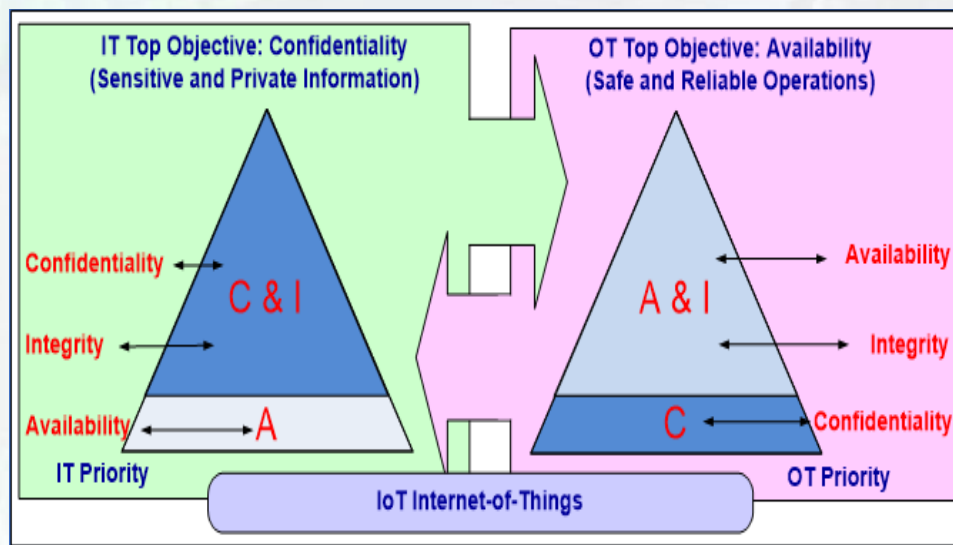 IT Top Objective: Confidentiality
(Sensitive and Private Information)
OT Top Objective: Availability
(Safe and Reliable Operations)
Confidentiality
C & I
Integrity
Availability
A
IT Priority
A & I
Availability
Integrity
C
Confidentiality
OT Priority
IoT Internet-of-Things